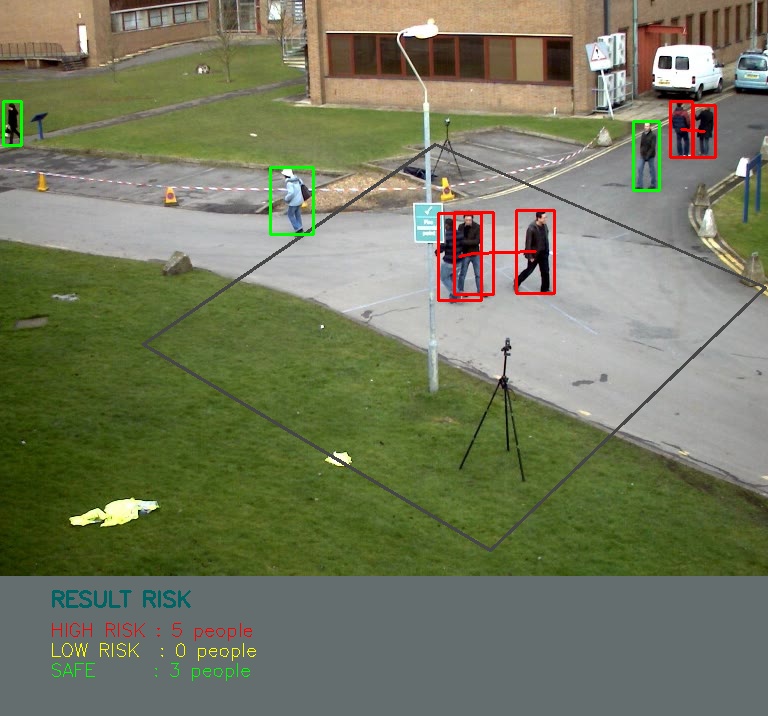 RESULT RISK
HIGH RISK : 5 people
LOW RISK : 0 people
SAFE : 3 people